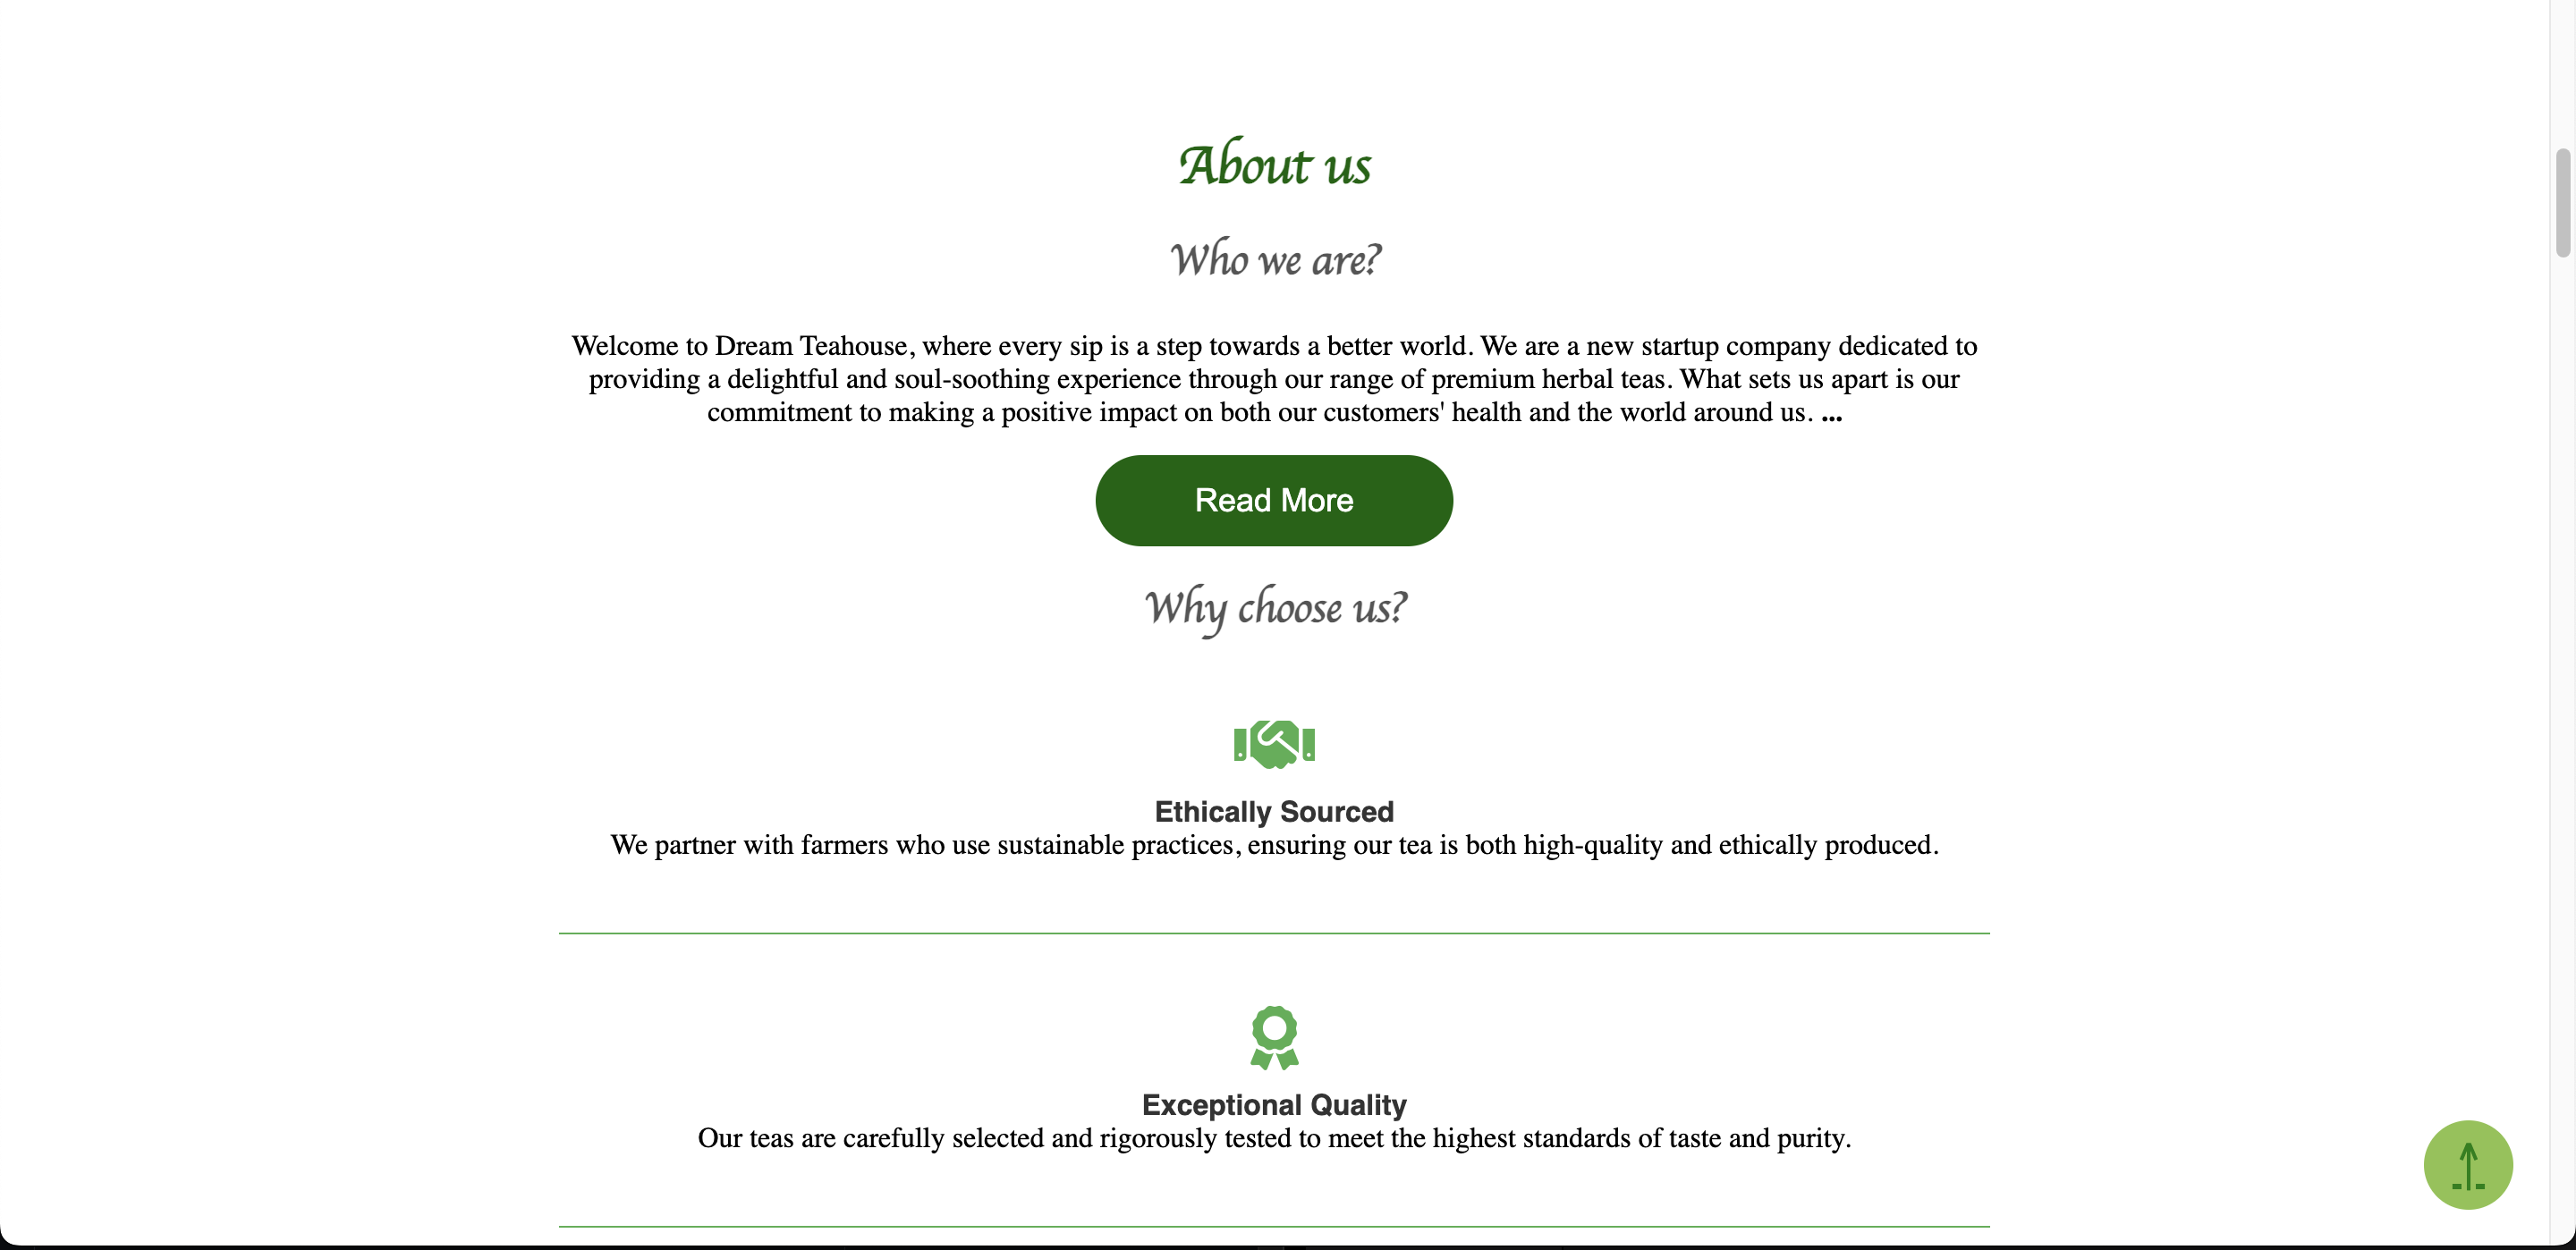 About us
Who we are?
Welcome to Dream Teahouse, where every sip is a step towards a better world. We are a new startup company dedicated to
providing a delightful and soul-soothing experience through our range of premium herbal teas. What sets us apart is our
commitment to making a positive impact on both our customers' health and the world around us. ...
Read More
Why choose us?
Ethically Sourced
We partner with farmers who use sustainable practices, ensuring our tea is both high-quality and ethically produced.
Exceptional Quality
Our teas are carefully selected and rigorously tested to meet the highest standards of taste and purity.